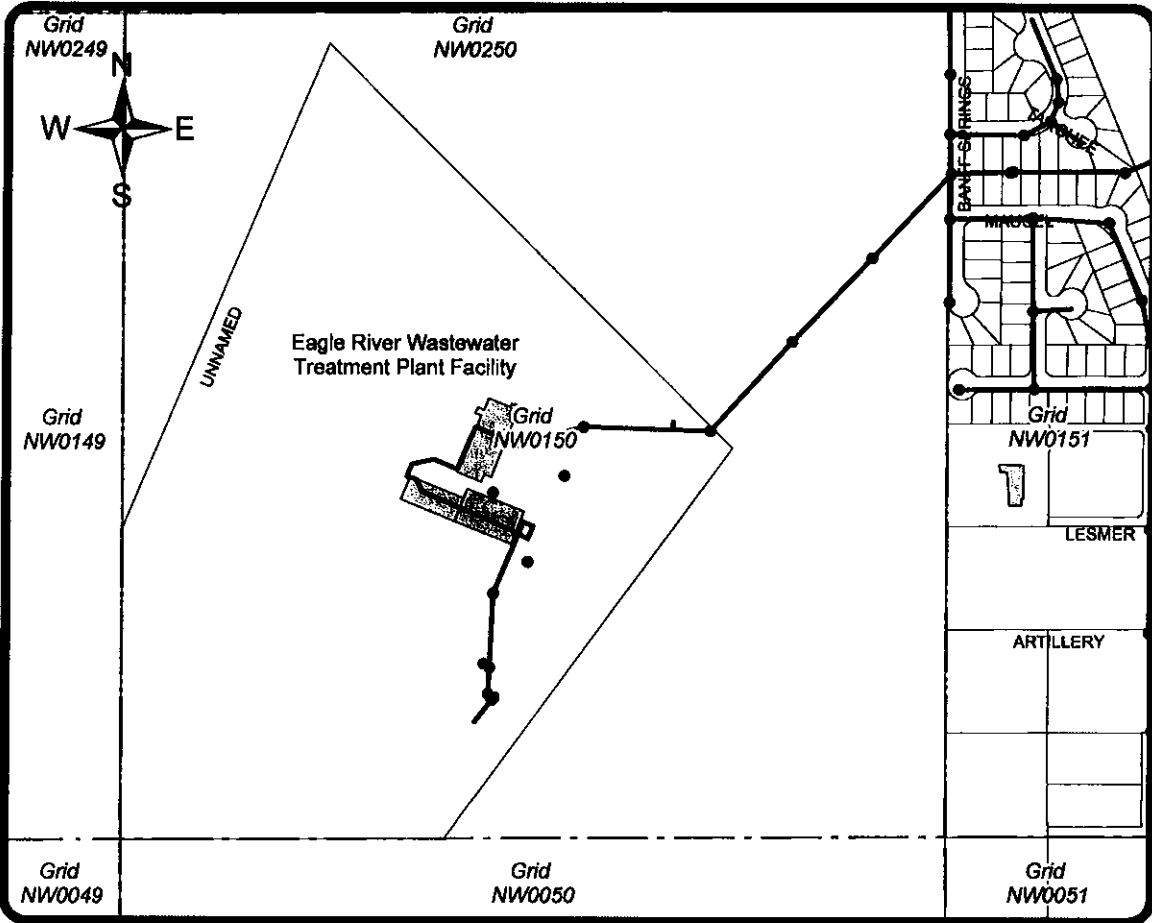 Grid
NW0249
Grid
NW0250
N
W
E
S
BANFF SPRINGS
MAUSEL
UNNAMED
Eagle River Wastewater
Treatment Plant Facility
Grid
NW0149
Grid
NW0150
Grid
NW0151
LESMER
ARTILLERY
Grid
NW0049
Grid
NW0050
Grid
NW0051